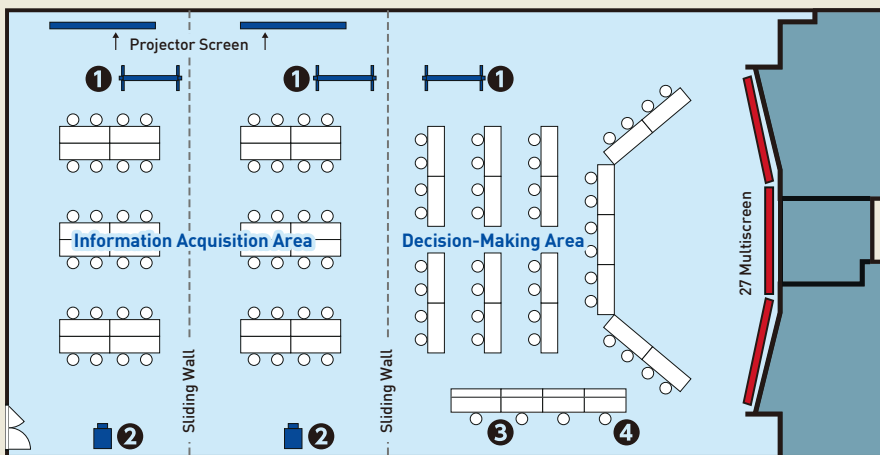 Projector Screen
1
1
1
Information Acquisition Area
Decision-Making Area
27 Multiscreen
Sliding Wall
Sliding Wall
2
2
3
4